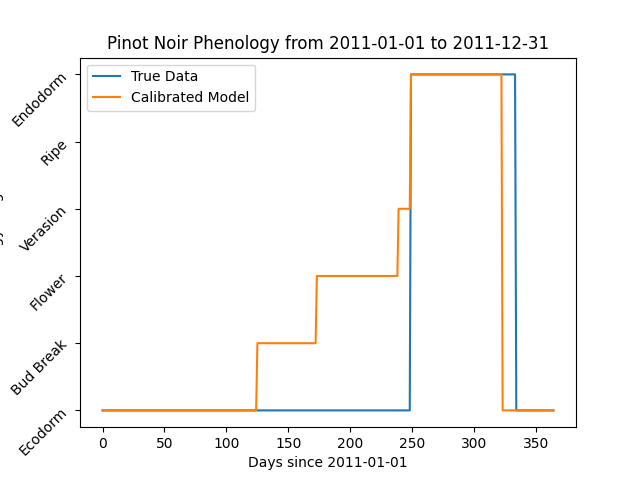 Pinot Noir Phenology from 2011-01-01 to 2011-12-31
True Data
Calibrated Model
Endodorm
Ripe
Verasion
Flower
Bud Break
Ecodorm
0 50 100 150 200 250 300 350
Days since 2011-01-01